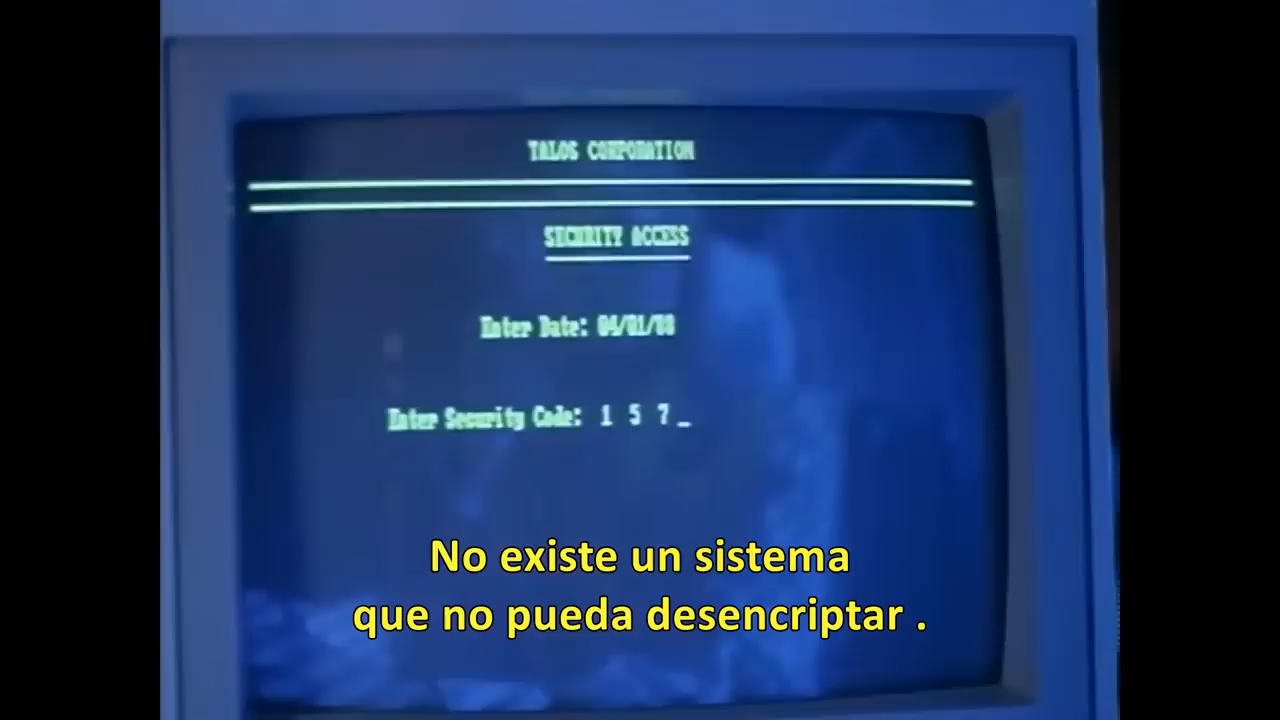 TALOS CORPORATION
SECURITY ACCESS
Enter Date: 04/01/88
Enter Security Code: 1 5 7_
No existe un sistema
que no pueda desencriptar .